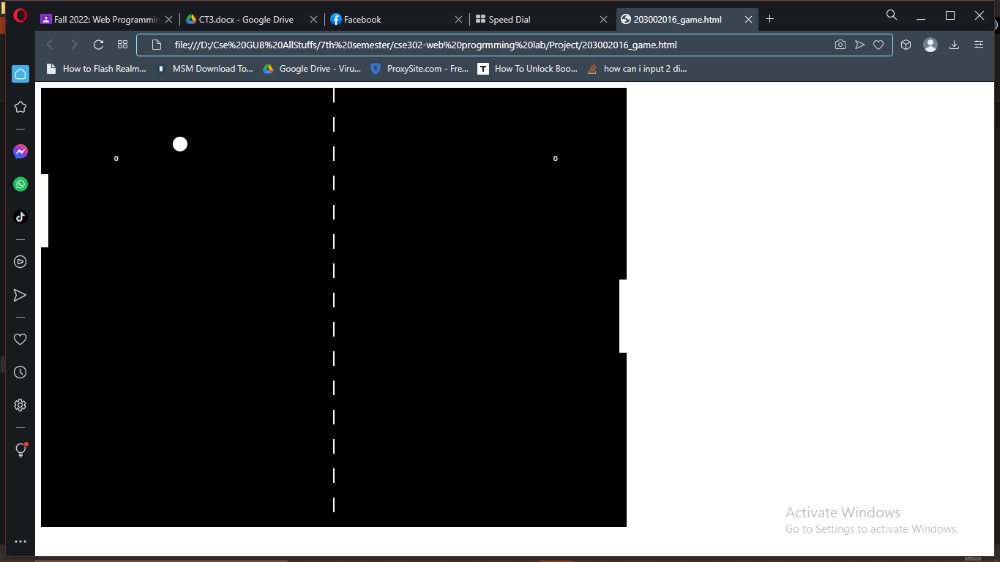 Fall 2022: Web Programmin
CT3.docx - Google Drive
Facebook
Speed Dial
203002016_game.html
file:///D:/Cse%20GUB%20AllStuffs/7th%20semester/cse302-web%20progrmming%20lab/Project/203002016_game.html
How to Flash Realm...
MSM Download To...
Google Drive - Viru...
ProxySite.com - Fre...
T
How To Unlock Boo...
how can i input 2 di...
0
0
Activate Windows
Go to Settings to activate Windows.